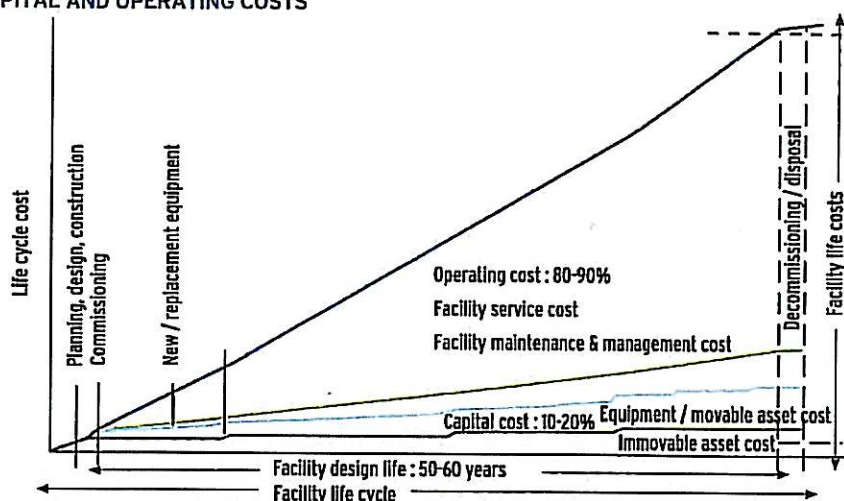 PITAL AND OPERATING COSTS
Life cycle cost
Planning, design, construction
Commissioning
New / replacement equipment
Operating cost : 80-90%
Facility service cost
Facility maintenance & management cost
Capital cost : 10-20%
Equipment / movable asset cost
Immovable asset cost
Decommissioning / disposal
Facility life costs
Facility design life : 50-60 years
Facility life cycle